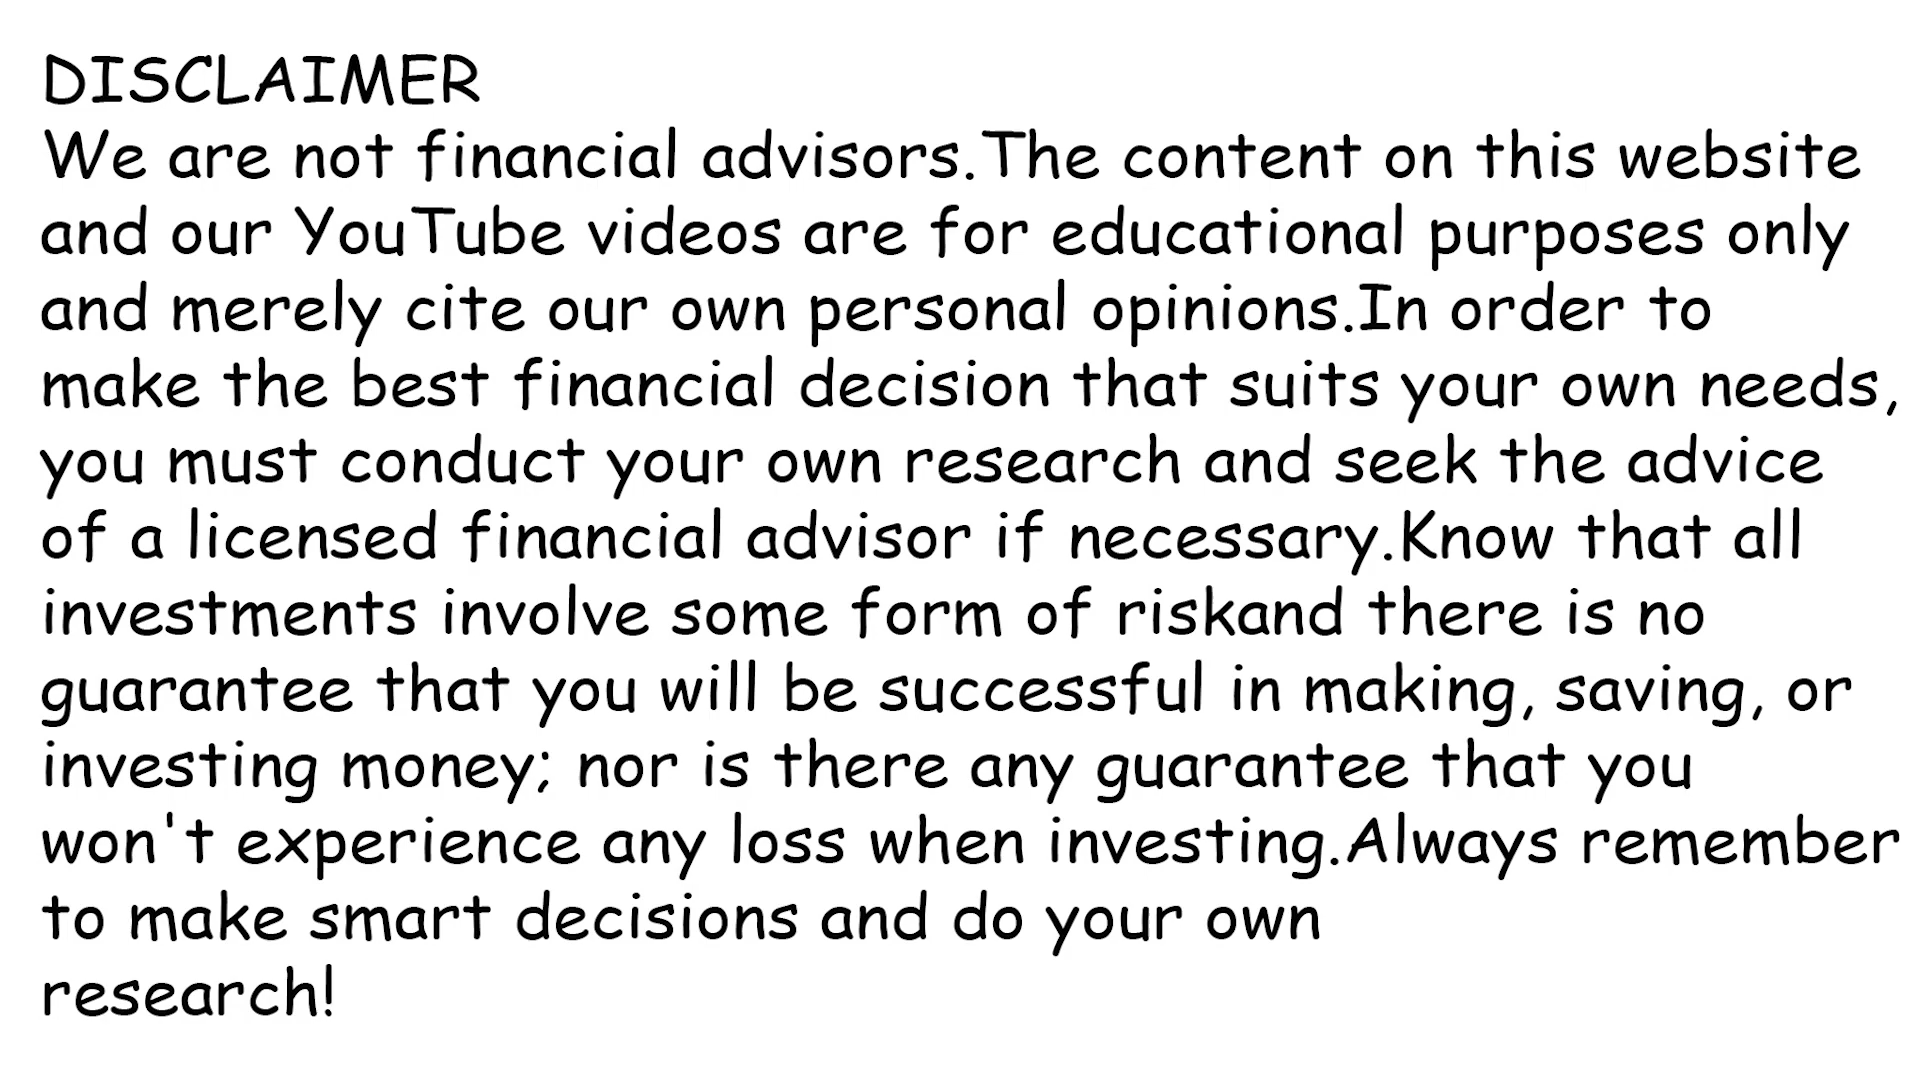 DISCLAIMER
We are not financial advisors.The content on this website
and our YouTube videos are for educational purposes only
and merely cite our own personal opinions.In order to
make the best financial decision that suits your own needs,
you must conduct your own research and seek the advice
of a licensed financial advisor if necessary.Know that all
investments involve some form of riskand there is no
guarantee that you will be successful in making, saving, or
investing money; nor is there any guarantee that you
won't experience any loss when investing.Always remember
to make smart decisions and do your own
research!